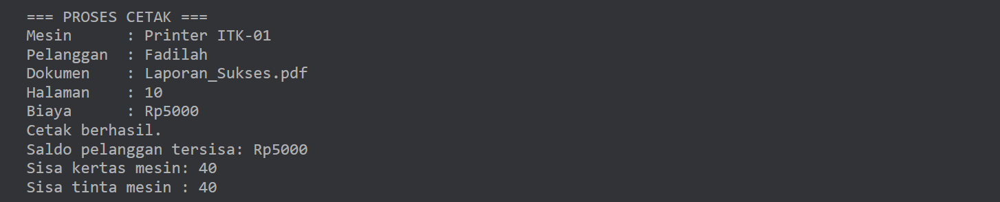 === PROSES CETAK ===
Mesin      : Printer ITK-01
Pelanggan  : Fadilah
Dokumen    : Laporan_Sukses.pdf
Halaman    : 10
Biaya      : Rp5000
Cetak berhasil.
Saldo pelanggan tersisa: Rp5000
Sisa kertas mesin: 40
Sisa tinta mesin : 40